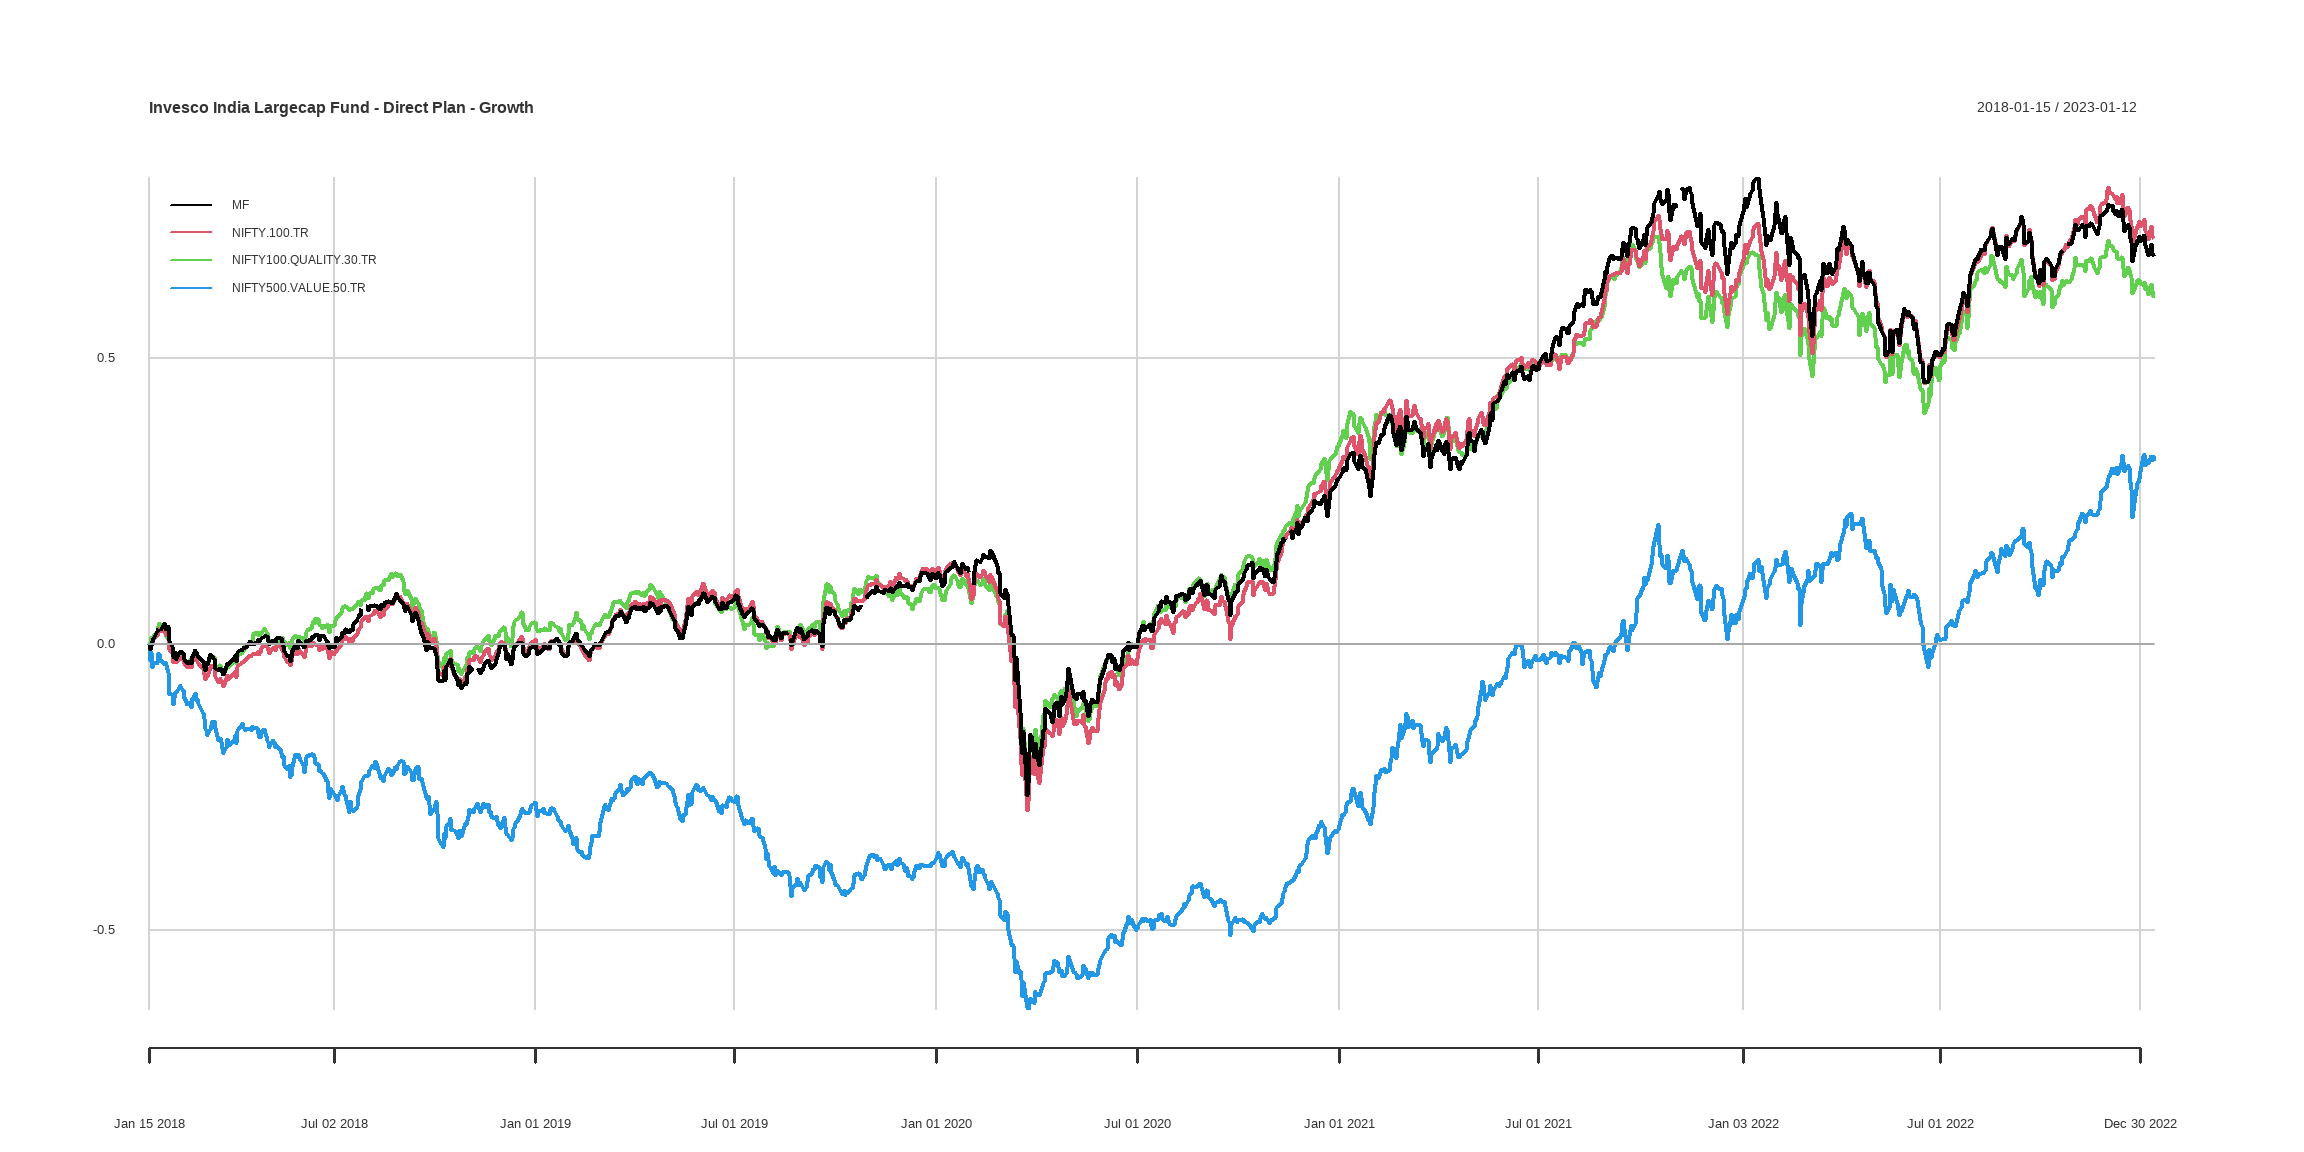 Invesco India Largecap Fund - Direct Plan - Growth
2018-01-15 / 2023-01-12
MF
NIFTY.100.TR
NIFTY100.QUALITY.30.TR
NIFTY500.VALUE.50.TR
0.5
0.0
-0.5
Jan 15 2018
Jul 02 2018
Jan 01 2019
Jul 01 2019
Jan 01 2020
Jul 01 2020
Jan 01 2021
Jul 01 2021
Jan 03 2022
Jul 01 2022
Dec 30 2022